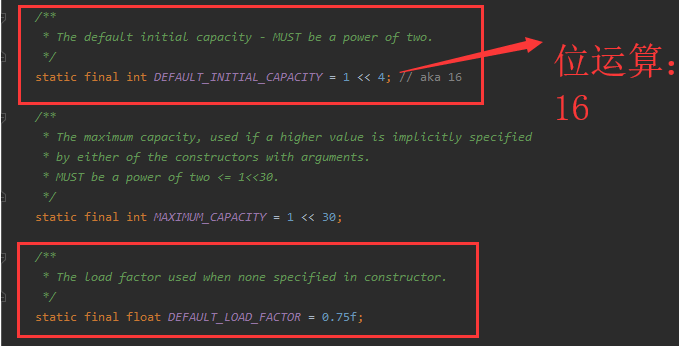 /**
* The default initial capacity - MUST be a power of two.
*/
static final int DEFAULT_INITIAL_CAPACITY = 1 << 4; // aka 16
位运算：
16
/**
* The maximum capacity, used if a higher value is implicitly specified
* by either of the constructors with arguments.
* MUST be a power of two <= 1<<30.
*/
static final int MAXIMUM_CAPACITY = 1 << 30;
/**
* The load factor used when none specified in constructor.
*/
static final float DEFAULT_LOAD_FACTOR = 0.75f;